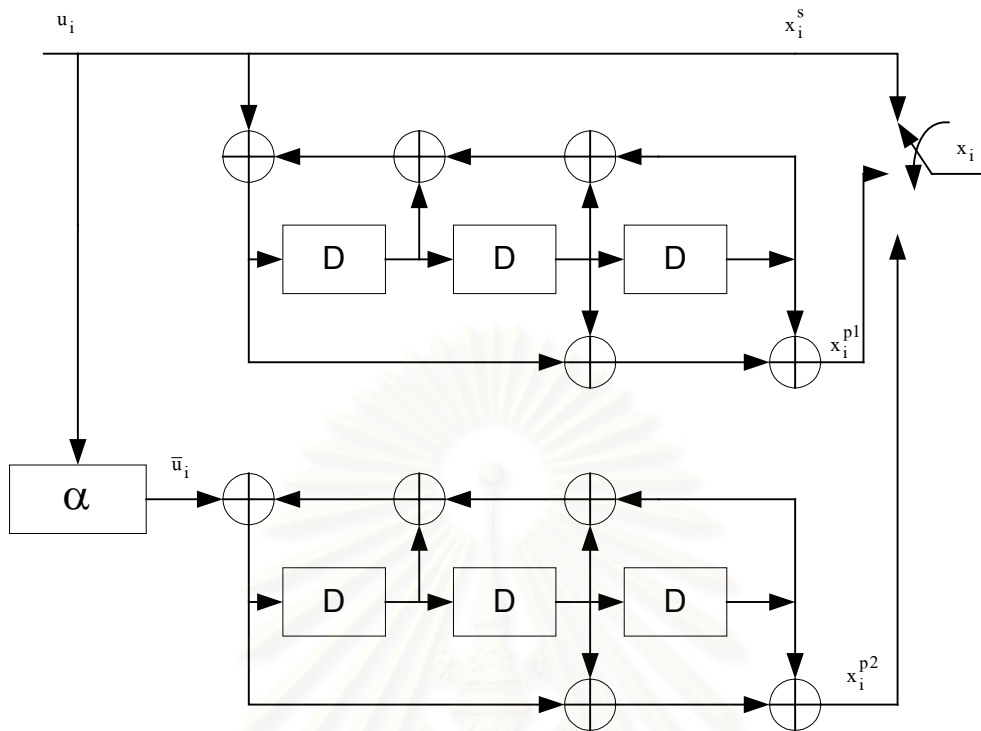 u_i x_i^s
x_i
D D D
x_i^{p1}
ū_i
α
D D D
x_i^{p2}